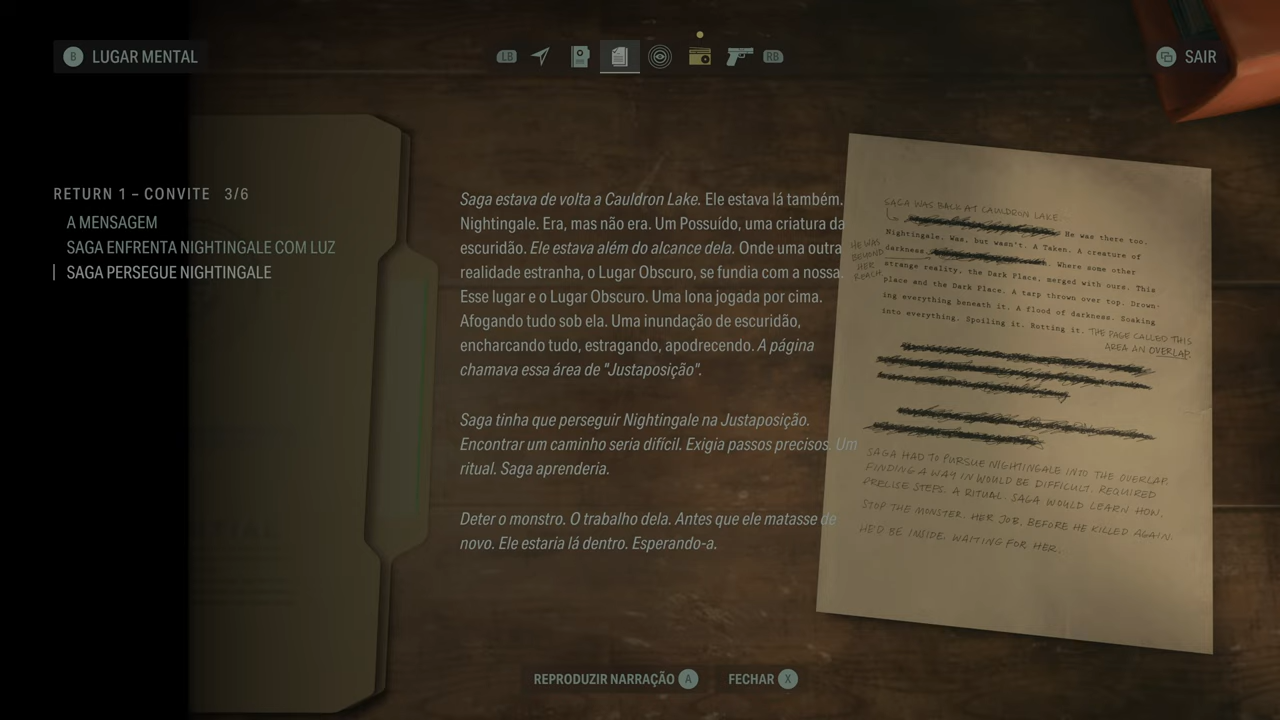 B LUGAR MENTAL
LB
RB
SAIR
RETURN 1 – CONVITE 3/6
A MENSAGEM
SAGA ENFRENTA NIGHTINGALE COM LUZ
SAGA PERSEGUE NIGHTINGALE
Saga estava de volta a Cauldron Lake. Ele estava lá também.
Nightingale. Era, mas não era. Um Possuído, uma criatura da
escuridão. Ele estava além do alcance dela. Onde uma outra
realidade estranha, o Lugar Obscuro, se fundia com a nossa.
Esse lugar e o Lugar Obscuro. Uma lona jogada por cima.
Afogando tudo sob ela. Uma inundação de escuridão,
encharcando tudo, estragando, apodrecendo. A página
chamava essa área de "Justaposição".
Saga tinha que perseguir Nightingale na Justaposição.
Encontrar um caminho seria difícil. Exigia passos precisos. Um
ritual. Saga aprenderia.
Deter o monstro. O trabalho dela. Antes que ele matasse de
novo. Ele estaria lá dentro. Esperando-a.
SAGA WAS BACK AT CAULDRON LAKE.
He was there too.
Nightingale. Was, but wasn't. A Taken. A creature of
darkness. Where some other
HE WAS
BEYOND
HER
REACH.
strange reality, the Dark Place, merged with ours. This
place and the Dark Place. A tarp thrown over top. Drown-
ing everything beneath it. A flood of darkness. Soaking
into everything. Spoiling it. Rotting it. THE PAGE CALLED THIS
AREA AN OVERLAP.
SAGA HAD TO PURSUE NIGHTINGALE INTO THE OVERLAP.
FINDING A WAY IN WOULD BE DIFFICULT. REQUIRED
PRECISE STEPS. A RITUAL. SAGA WOULD LEARN HOW.
STOP THE MONSTER. HER JOB. BEFORE HE KILLED AGAIN.
HE'D BE INSIDE. WAITING FOR HER.
REPRODUZIR NARRAÇÃO A
FECHAR X